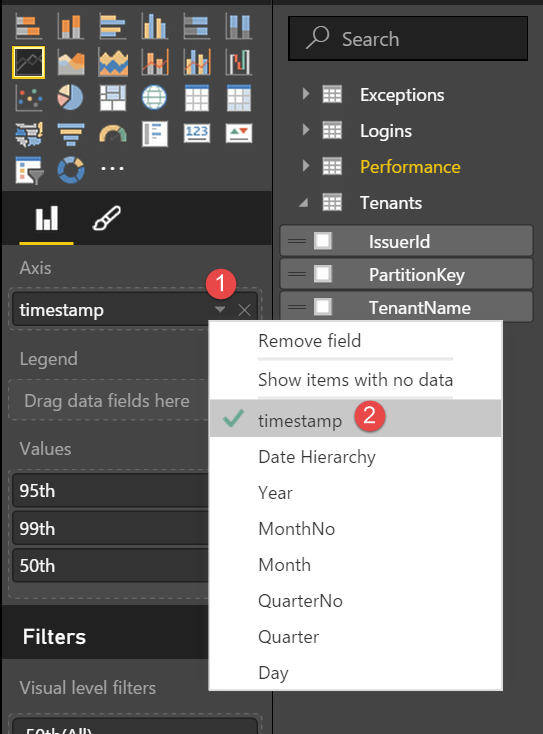 123
Axis
1
timestamp
Legend
Drag data fields here
Values
95th
99th
50th
Filters
Visual level filters
50th(All)
Search
Exceptions
Logins
Performance
Tenants
IssuerId
PartitionKey
TenantName
Remove field
Show items with no data
timestamp 2
Date Hierarchy
Year
MonthNo
Month
QuarterNo
Quarter
Day